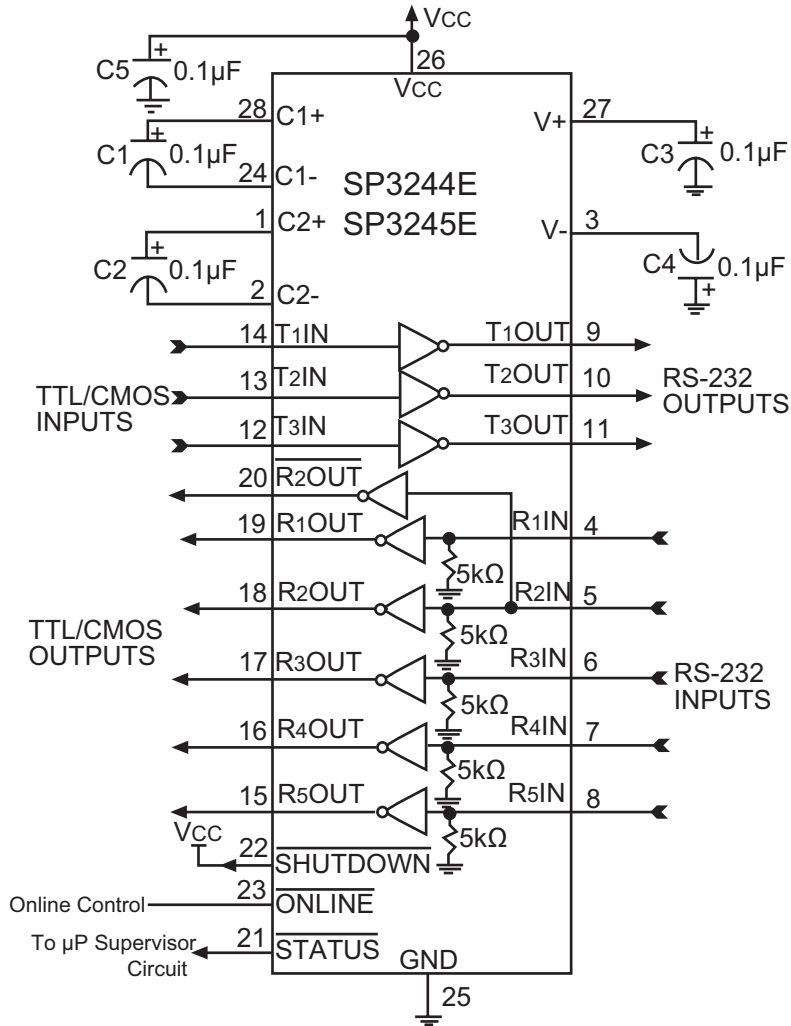 VCC
26
VCC
C5
+
0.1µF
28
C1+
C1
+
0.1µF
24
C1-
SP3244E
SP3245E
V+
27
C3
+
0.1µF
1
C2+
C2
+
0.1µF
2
C2-
V-
3
C4
0.1µF
+
14
T1IN
T1OUT
9
13
T2IN
T2OUT
10
12
T3IN
T3OUT
11
TTL/CMOS
INPUTS
RS-232
OUTPUTS
20
R2OUT
19
R1OUT
R1IN
4
5kΩ
18
R2OUT
R2IN
5
5kΩ
TTL/CMOS
OUTPUTS
17
R3OUT
R3IN
6
5kΩ
RS-232
INPUTS
16
R4OUT
R4IN
7
5kΩ
15
R5OUT
R5IN
8
5kΩ
VCC
22
SHUTDOWN
Online Control
23
ONLINE
To µP Supervisor
Circuit
21
STATUS
GND
25